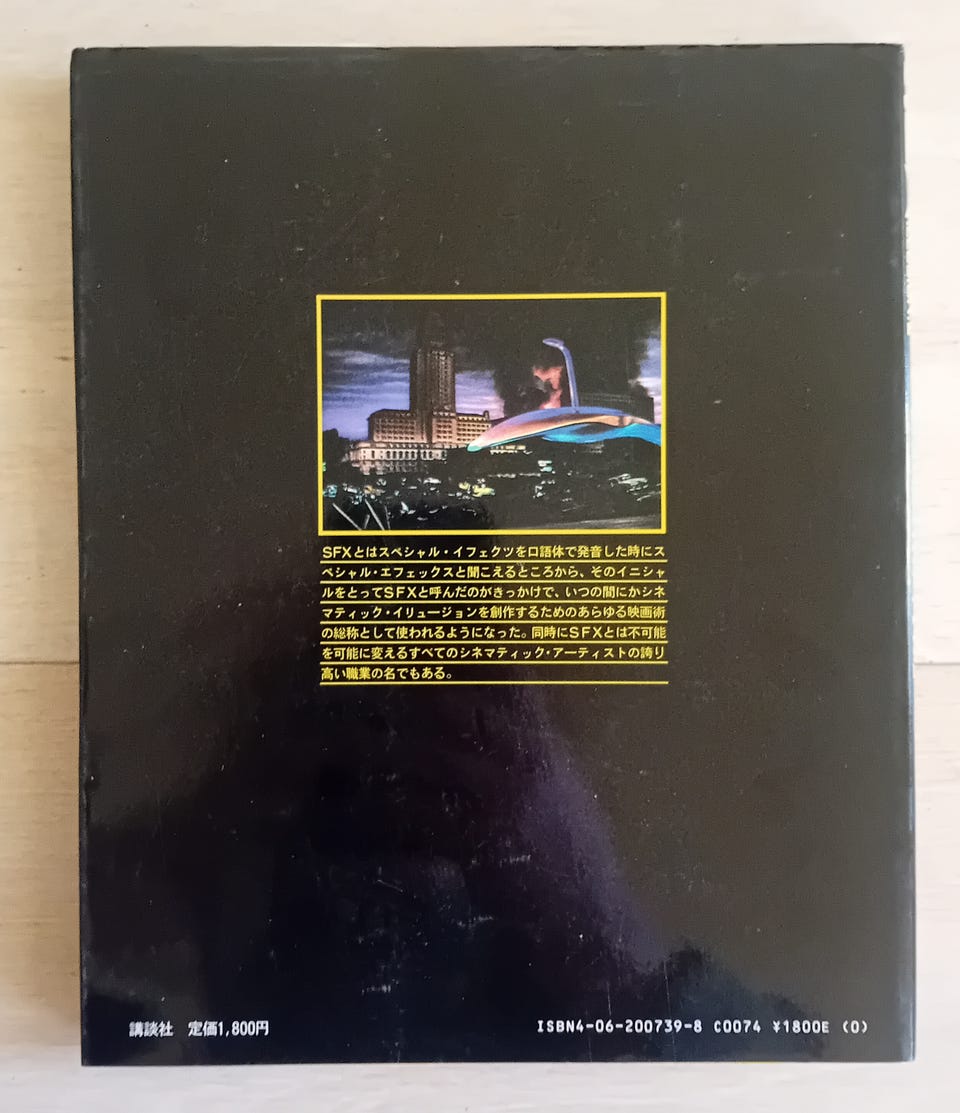 SFXとはスペシャル・イフェクツを口語体で発音した時にス
ペシャル・エフェックスと聞こえるところから、そのイニシャ
ルをとってSFXと呼んだのがきっかけで、いつの間にかシネ
マティック・イリュージョンを創作するためのあらゆる映画術
の総称として使われるようになった。同時にSFXとは不可能
を可能に変えるすべてのシネマティック・アーティストの誇り
高い職業の名でもある。
講談社 定価1,800円
ISBN4-06-200739-8 C0074 ¥1800E (0)